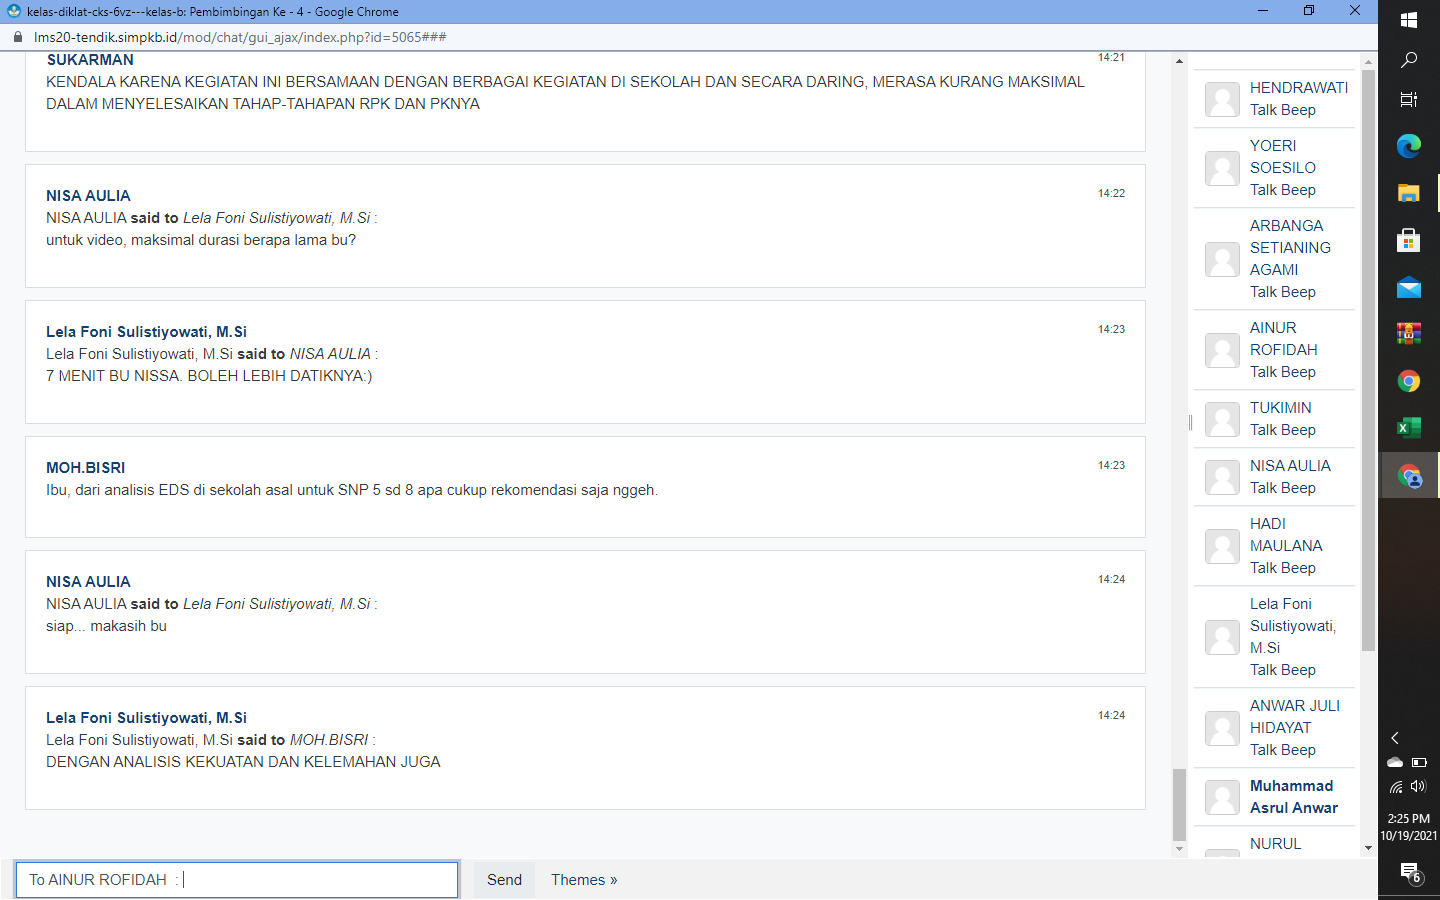 kelas-diklat-cks-6vz---kelas-b: Pembimbingan Ke - 4 - Google Chrome
lms20-tendik.simpkb.id/mod/chat/gui_ajax/index.php?id=5065###
SUKARMAN
14:21
KENDALA KARENA KEGIATAN INI BERSAMAAN DENGAN BERBAGAI KEGIATAN DI SEKOLAH DAN SECARA DARING, MERASA KURANG MAKSIMAL
DALAM MENYELESAIKAN TAHAP-TAHAPAN RPK DAN PKNYA
NISA AULIA
14:22
NISA AULIA said to Lela Foni Sulistiyowati, M.Si :
untuk video, maksimal durasi berapa lama bu?
Lela Foni Sulistiyowati, M.Si
14:23
Lela Foni Sulistiyowati, M.Si said to NISA AULIA :
7 MENIT BU NISSA. BOLEH LEBIH DATIKNYA:)
MOH.BISRI
14:23
Ibu, dari analisis EDS di sekolah asal untuk SNP 5 sd 8 apa cukup rekomendasi saja nggeh.
NISA AULIA
14:24
NISA AULIA said to Lela Foni Sulistiyowati, M.Si :
siap... makasih bu
Lela Foni Sulistiyowati, M.Si
14:24
Lela Foni Sulistiyowati, M.Si said to MOH.BISRI :
DENGAN ANALISIS KEKUATAN DAN KELEMAHAN JUGA
To AINUR ROFIDAH :
Send
Themes »
HENDRAWATI
Talk Beep
YOERI
SOESILO
Talk Beep
ARBANGA
SETIANING
AGAMI
Talk Beep
AINUR
ROFIDAH
Talk Beep
TUKIMIN
Talk Beep
NISA AULIA
Talk Beep
HADI
MAULANA
Talk Beep
Lela Foni
Sulistiyowati,
M.Si
Talk Beep
ANWAR JULI
HIDAYAT
Talk Beep
Muhammad
Asrul Anwar
NURUL
2:25 PM
10/19/2021
6